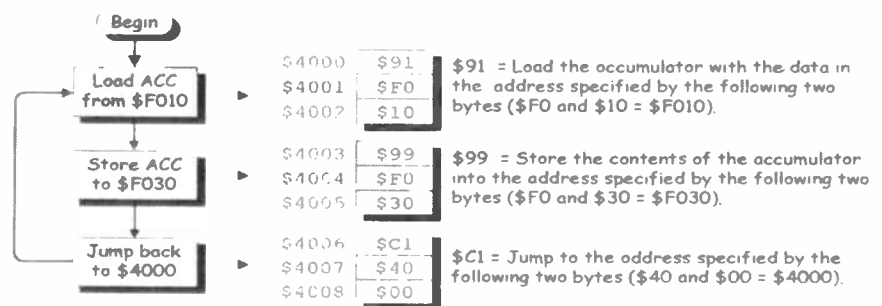 Begin
Load ACC
from $F010
$4000 $91
$4001 $F0
$4002 $10
$91 = Load the occumulator with the data in
the address specified by the following two
bytes ($F0 and $10 = $F010).
Store ACC
to $F030
$4003 $99
$4004 $F0
$4005 $30
$99 = Store the contents of the accumulator
into the address specified by the following two
bytes ($F0 and $30 = $F030).
Jump back
to $4000
$4006 $C1
$4007 $40
$4008 $00
$C1 = Jump to the oddress specified by the
following two bytes ($40 and $00 = $4000).